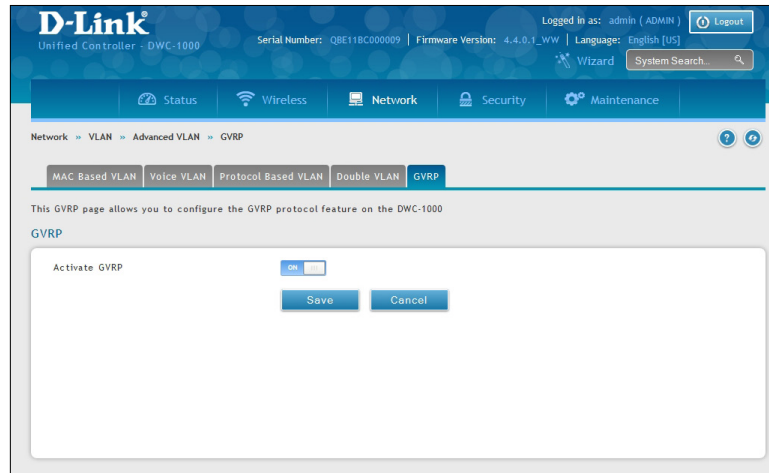 D-Link®
Unified Controller - DWC-1000
Logged in as: admin ( ADMIN )
Logout
Serial Number: QBE11BC000009 | Firmware Version: 4.4.0.1_WW | Language: English [US]
Wizard
System Search...
Status
Wireless
Network
Security
Maintenance
Network » VLAN » Advanced VLAN » GVRP
MAC Based VLAN
Voice VLAN
Protocol Based VLAN
Double VLAN
GVRP
This GVRP page allows you to configure the GVRP protocol feature on the DWC-1000
GVRP
Activate GVRP
ON
Save
Cancel